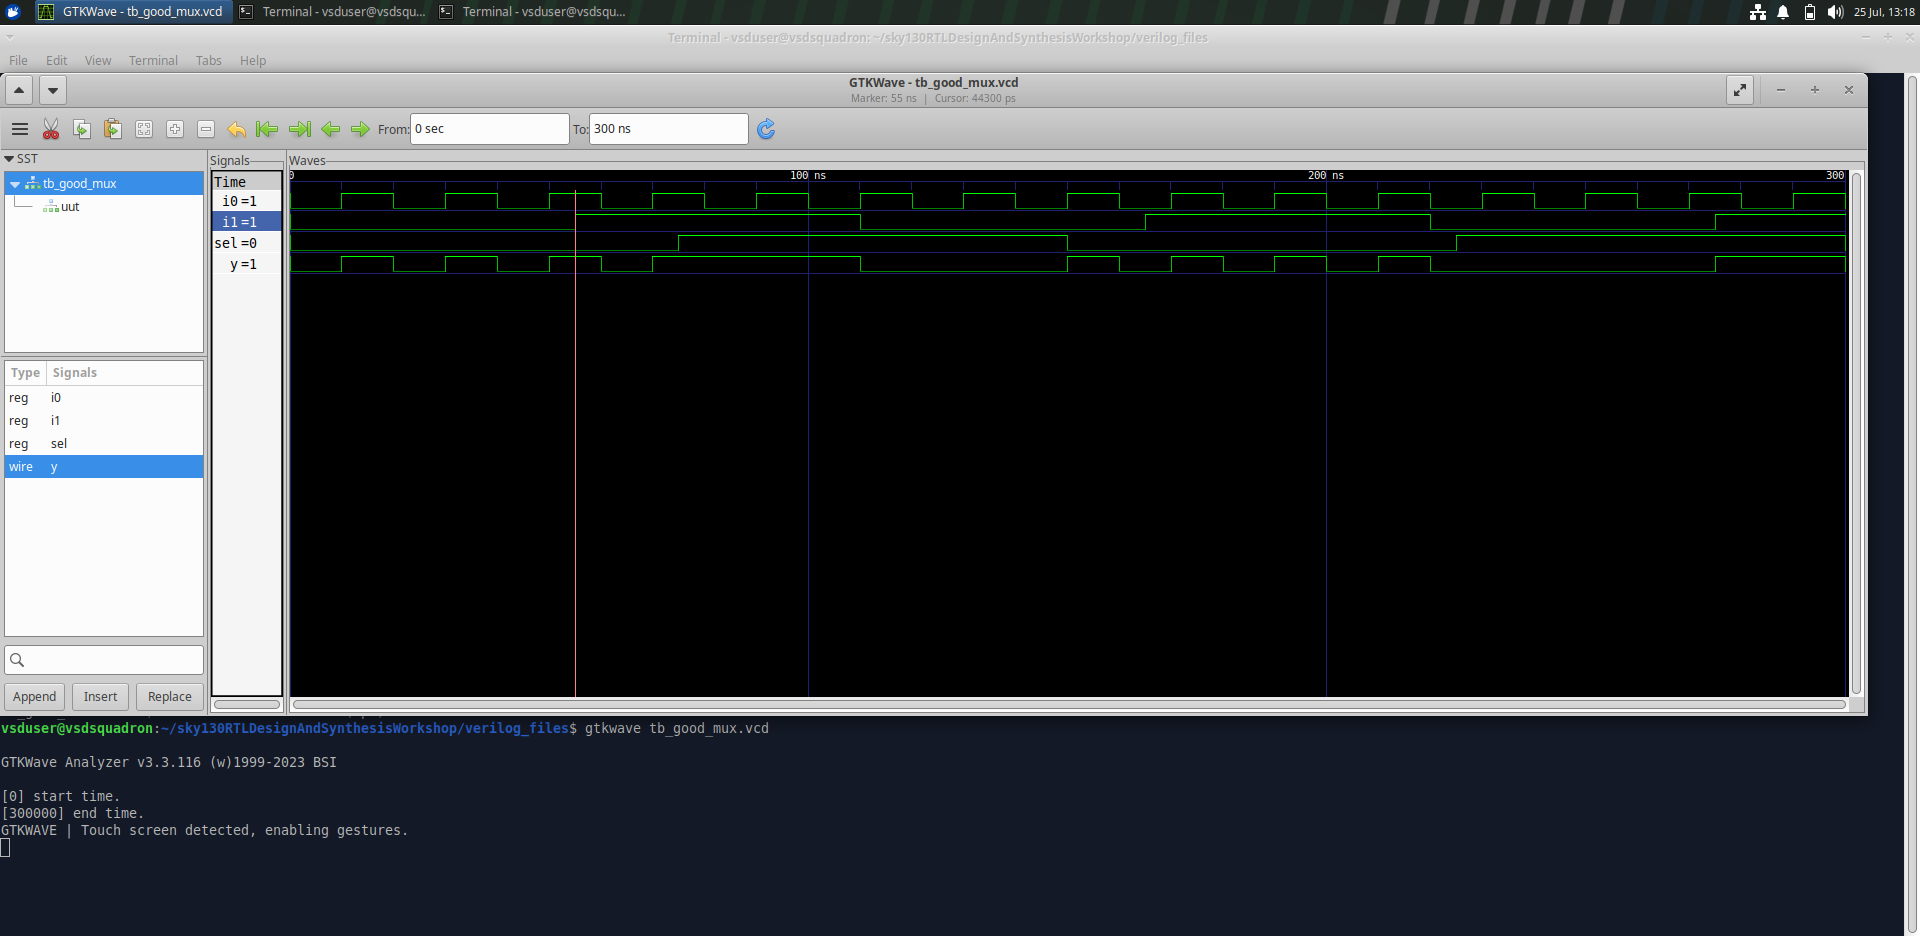 GTKWave - tb_good_mux.vcd
Terminal - vsduser@vsdsqu...
Terminal - vsduser@vsdsqu...
25 Jul, 13:18
Terminal - vsduser@vsdsquadron: ~/sky130RTLDesignAndSynthesisWorkshop/verilog_files
File Edit View Terminal Tabs Help
GTKWave - tb_good_mux.vcd
Marker: 55 ns | Cursor: 44300 ps
From: 0 sec To: 300 ns
SST
Signals
Waves
tb_good_mux
uut
Time
0 100 ns 200 ns 300
i0 =1
i1 =1
sel =0
y =1
Type Signals
reg i0
reg i1
reg sel
wire y
Append Insert Replace
vsduser@vsdsquadron:~/sky130RTLDesignAndSynthesisWorkshop/verilog_files$ gtkwave tb_good_mux.vcd
GTKWave Analyzer v3.3.116 (w)1999-2023 BSI
[0] start time.
[300000] end time.
GTKWAVE | Touch screen detected, enabling gestures.